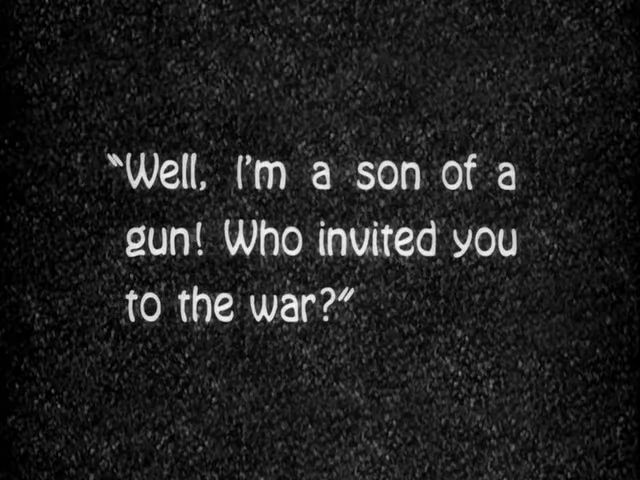 “Well, I'm a son of a
gun! Who invited you
to the war?”